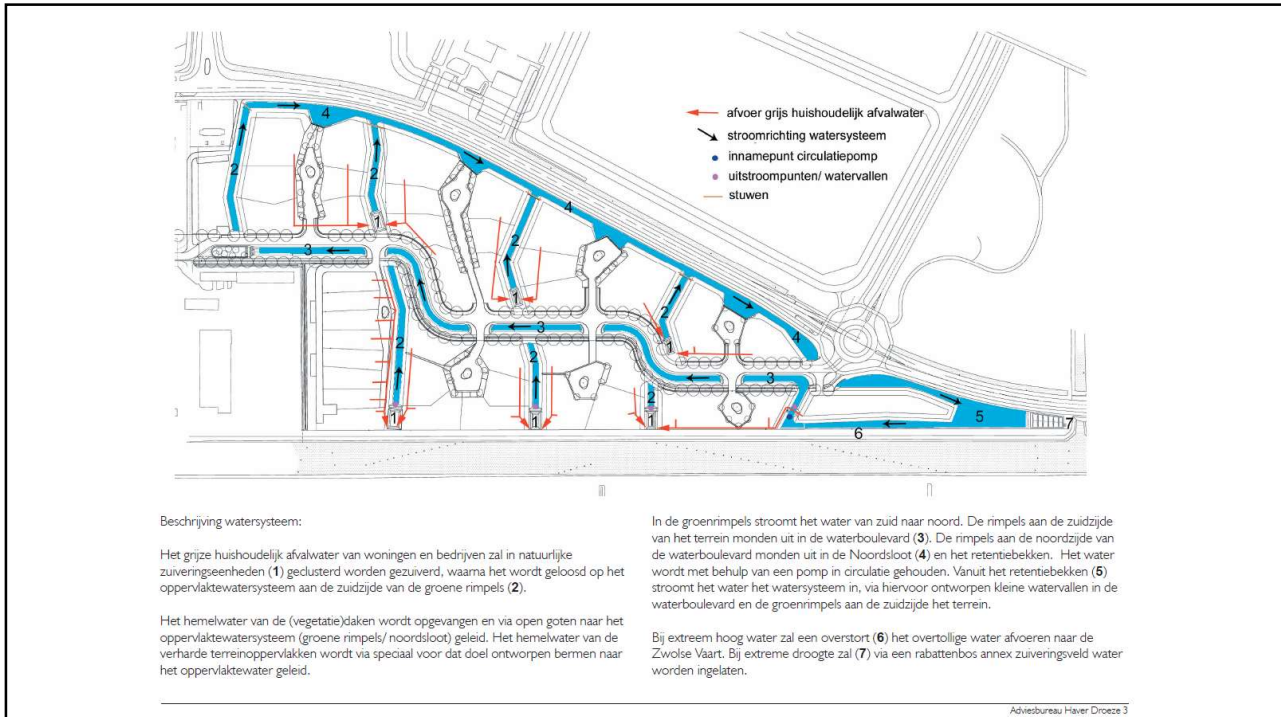 afvoer grijs huishoudelijk afvalwater
stroomrichting watersysteem
innamepunt circulatiepomp
uitstroompunten/ watervallen
stuwen
4
2
2
1
3
4
2
1
2
3
2
1
4
2
3
2
5
1
1
1
6
7
Beschrijving watersysteem:
Het grijze huishoudelijk afvalwater van woningen en bedrijven zal in natuurlijke
zuiveringseenheden (1) geclusterd worden gezuiverd, waarna het wordt geloosd op het
oppervlaktewatersysteem aan de zuidzijde van de groene rimpels (2).
Het hemelwater van de (vegetatie)daken wordt opgevangen en via open goten naar het
oppervlaktewatersysteem (groene rimpels/ noordsloot) geleid. Het hemelwater van de
verharde terreinoppervlakken wordt via speciaal voor dat doel ontworpen bermen naar
het oppervlaktewater geleid.
In de groenrimpels stroomt het water van zuid naar noord. De rimpels aan de zuidzijde
van het terrein monden uit in de waterboulevard (3). De rimpels aan de noordzijde van
de waterboulevard monden uit in de Noordsloot (4) en het retentiebekken. Het water
wordt met behulp van een pomp in circulatie gehouden. Vanuit het retentiebekken (5)
stroomt het water het watersysteem in, via hiervoor ontworpen kleine watervallen in de
waterboulevard en de groenrimpels aan de zuidzijde het terrein.
Bij extreem hoog water zal een overstort (6) het overtollige water afvoeren naar de
Zwolse Vaart. Bij extreme droogte zal (7) via een rabattenbos annex zuiveringsveld water
worden ingelaten.
Adviesbureau Haver Droeze 3